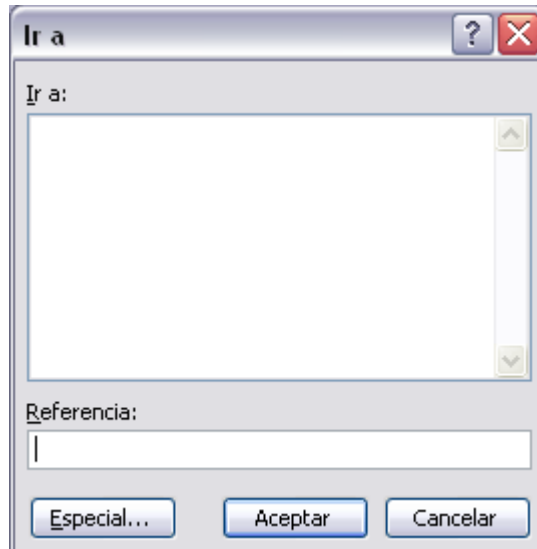 Ir a
Ir a:
Referencia:
Especial...
Aceptar
Cancelar